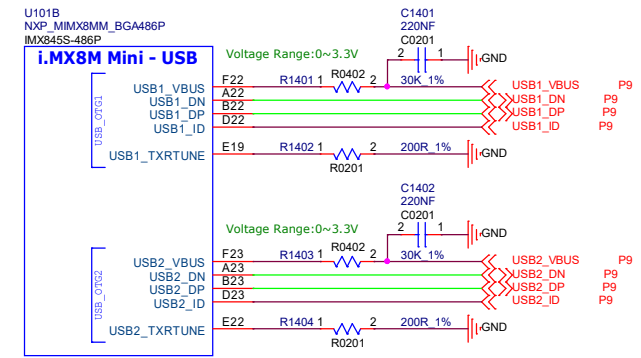 U101B
NXP_MIMX8MM_BGA486P
IMX845S-486P
i.MX8M Mini - USB
C1401
220NF
C0201
2 1 GND
Voltage Range:0~3.3V
USB_OTG1
USB1_VBUS F22 R1401 1 R0402 2 30K_1% USB1_VBUS P9
USB1_DN A22 USB1_DN P9
USB1_DP B22 USB1_DP P9
USB1_ID D22 USB1_ID P9
USB1_TXRTUNE E19 R1402 1 2 200R_1% GND
R0201
C1402
220NF
C0201
2 1 GND
Voltage Range:0~3.3V
USB_OTG2
USB2_VBUS F23 R1403 1 R0402 2 30K_1% USB2_VBUS P9
USB2_DN A23 USB2_DN P9
USB2_DP B23 USB2_DP P9
USB2_ID D23 USB2_ID P9
USB2_TXRTUNE E22 R1404 1 2 200R_1% GND
R0201